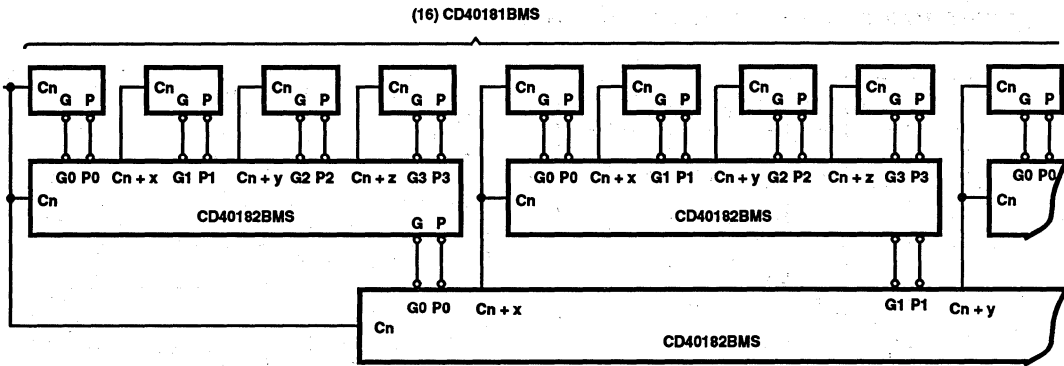 (16) CD40181BMS
Cn G P Cn G P Cn G P Cn G P Cn G P Cn G P Cn G P Cn G P Cn G P
G0 P0 Cn + x G1 P1 Cn + y G2 P2 Cn + z G3 P3 G0 P0 Cn + x G1 P1 Cn + y G2 P2 Cn + z G3 P3 G0 P0
Cn Cn Cn
CD40182BMS CD40182BMS
G P
G0 P0 Cn + x G1 P1 Cn + y
Cn
CD40182BMS